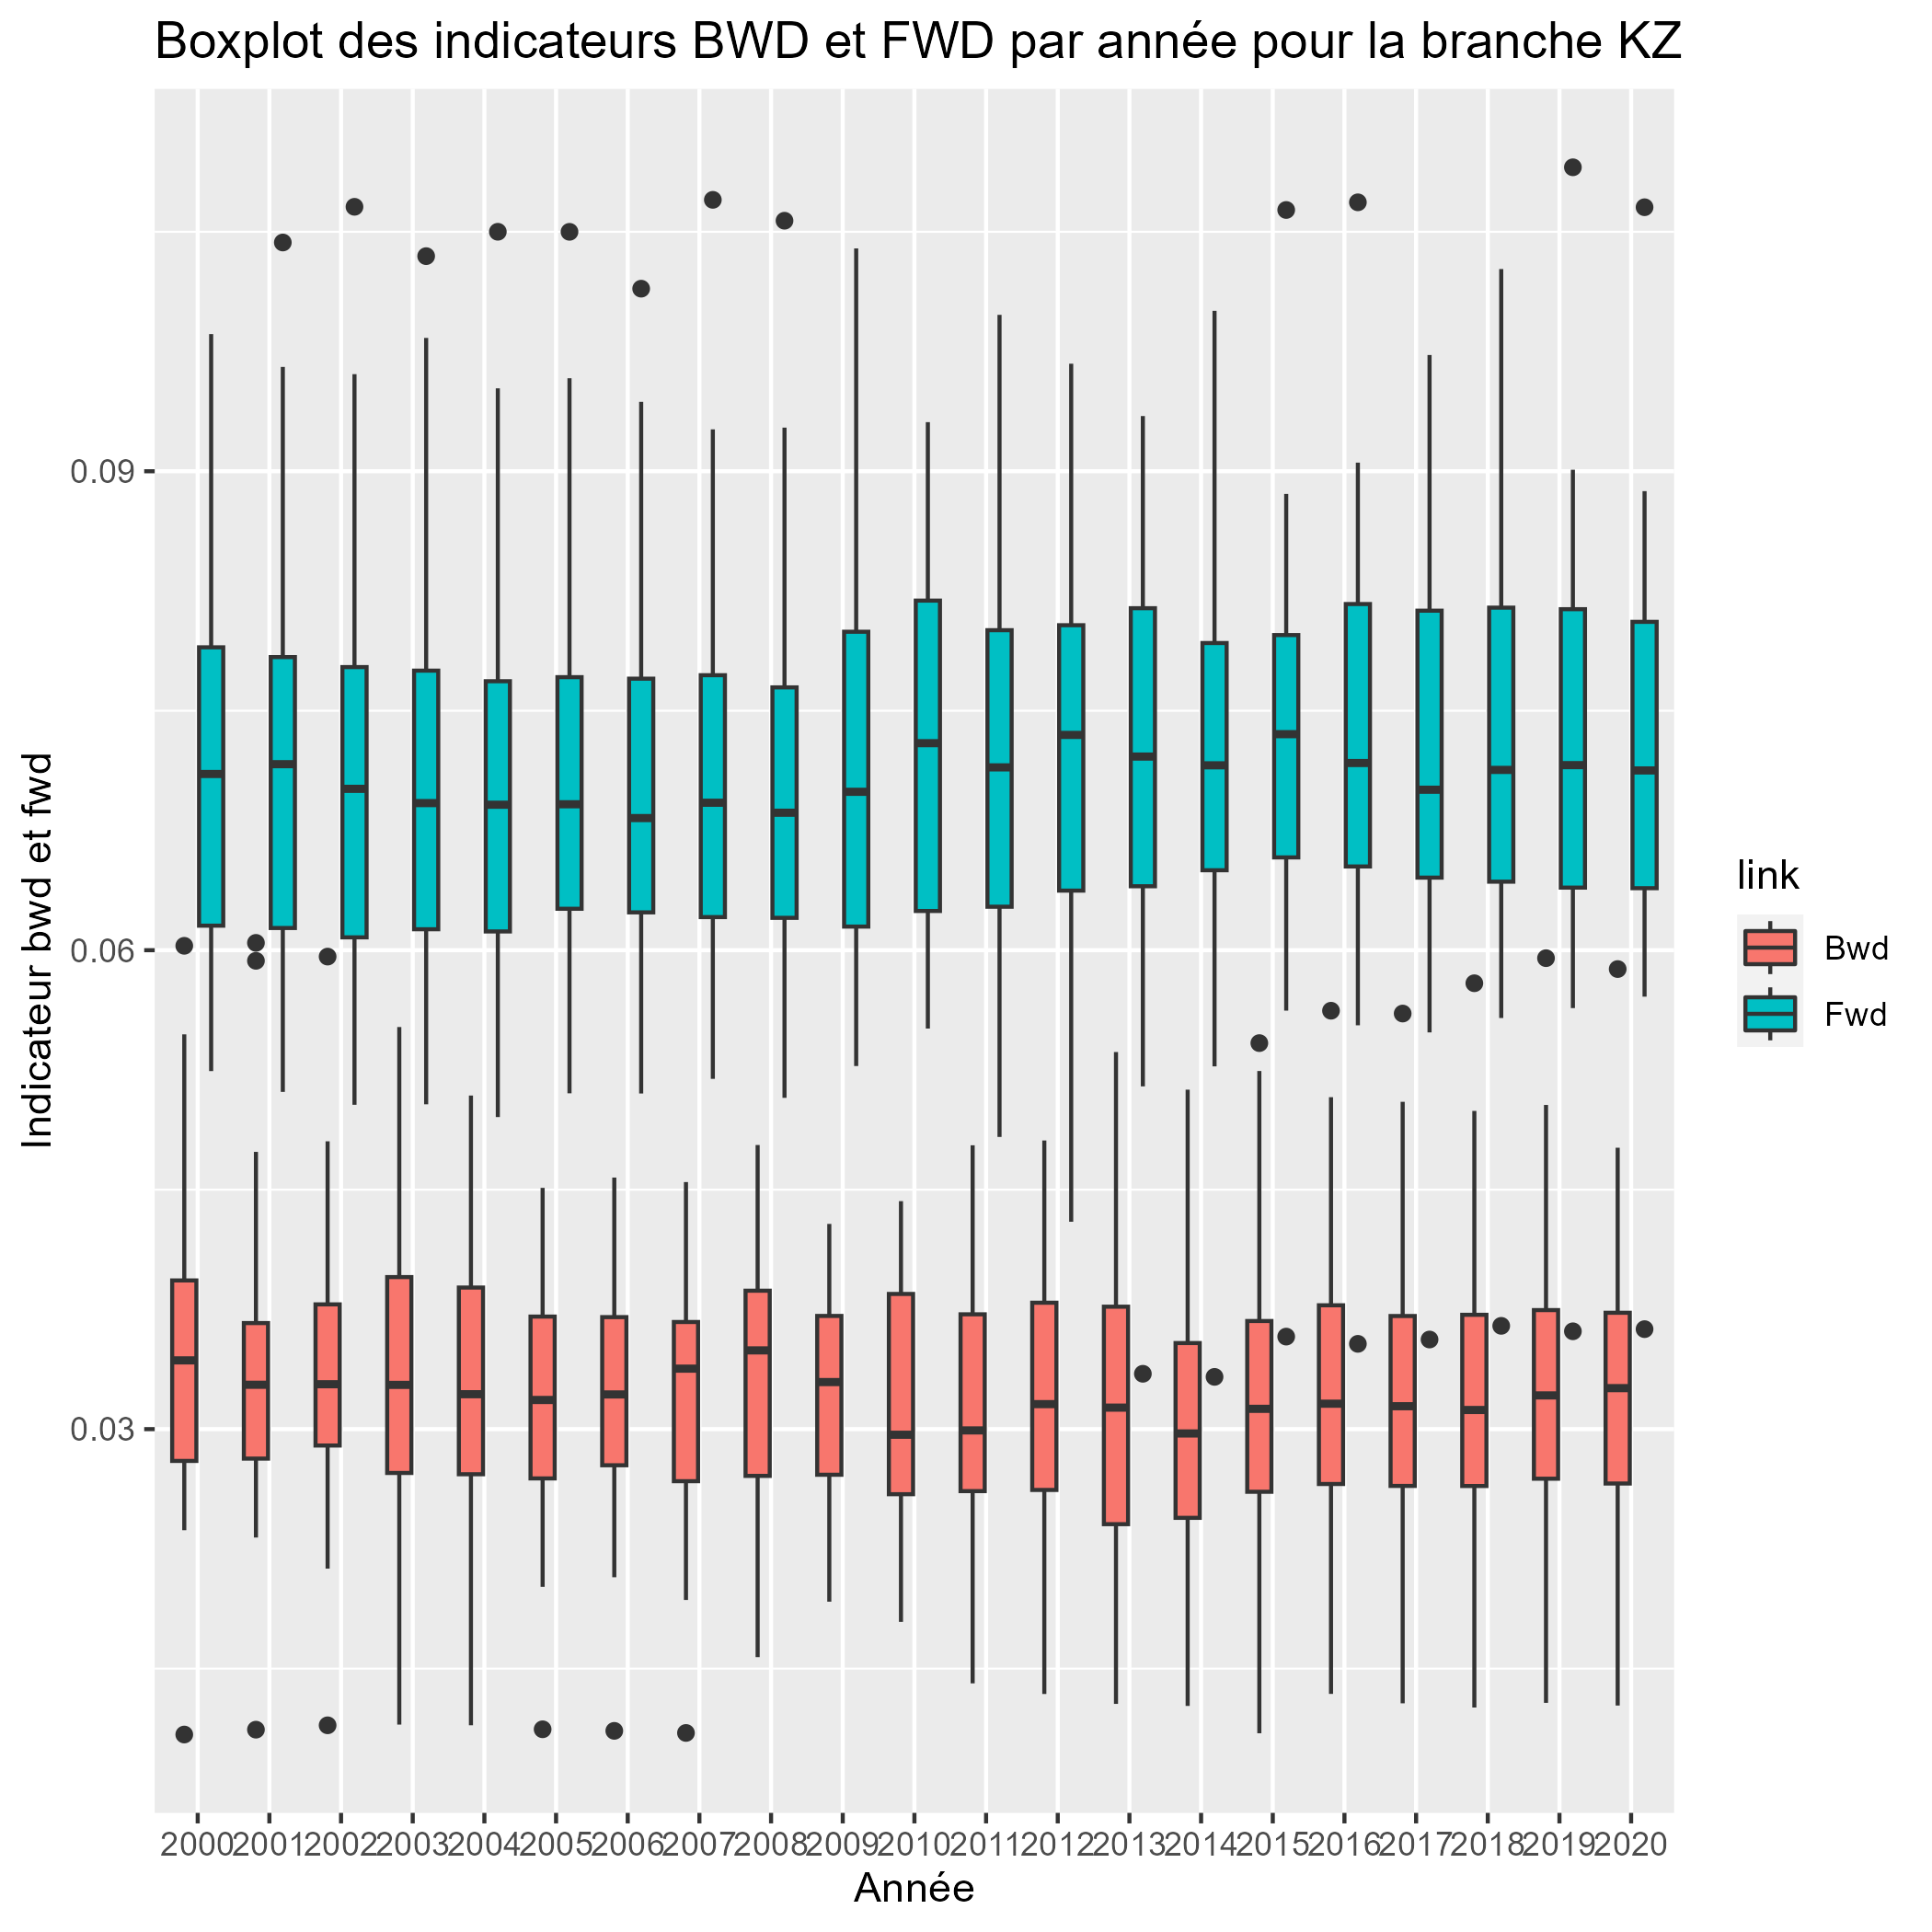 Boxplot des indicateurs BWD et FWD par année pour la branche KZ
Indicateur bwd et fwd
0.09
0.06
0.03
2000 2001 2002 2003 2004 2005 2006 2007 2008 2009 2010 2011 2012 2013 2014 2015 2016 2017 2018 2019 2020
Année
link
Bwd
Fwd